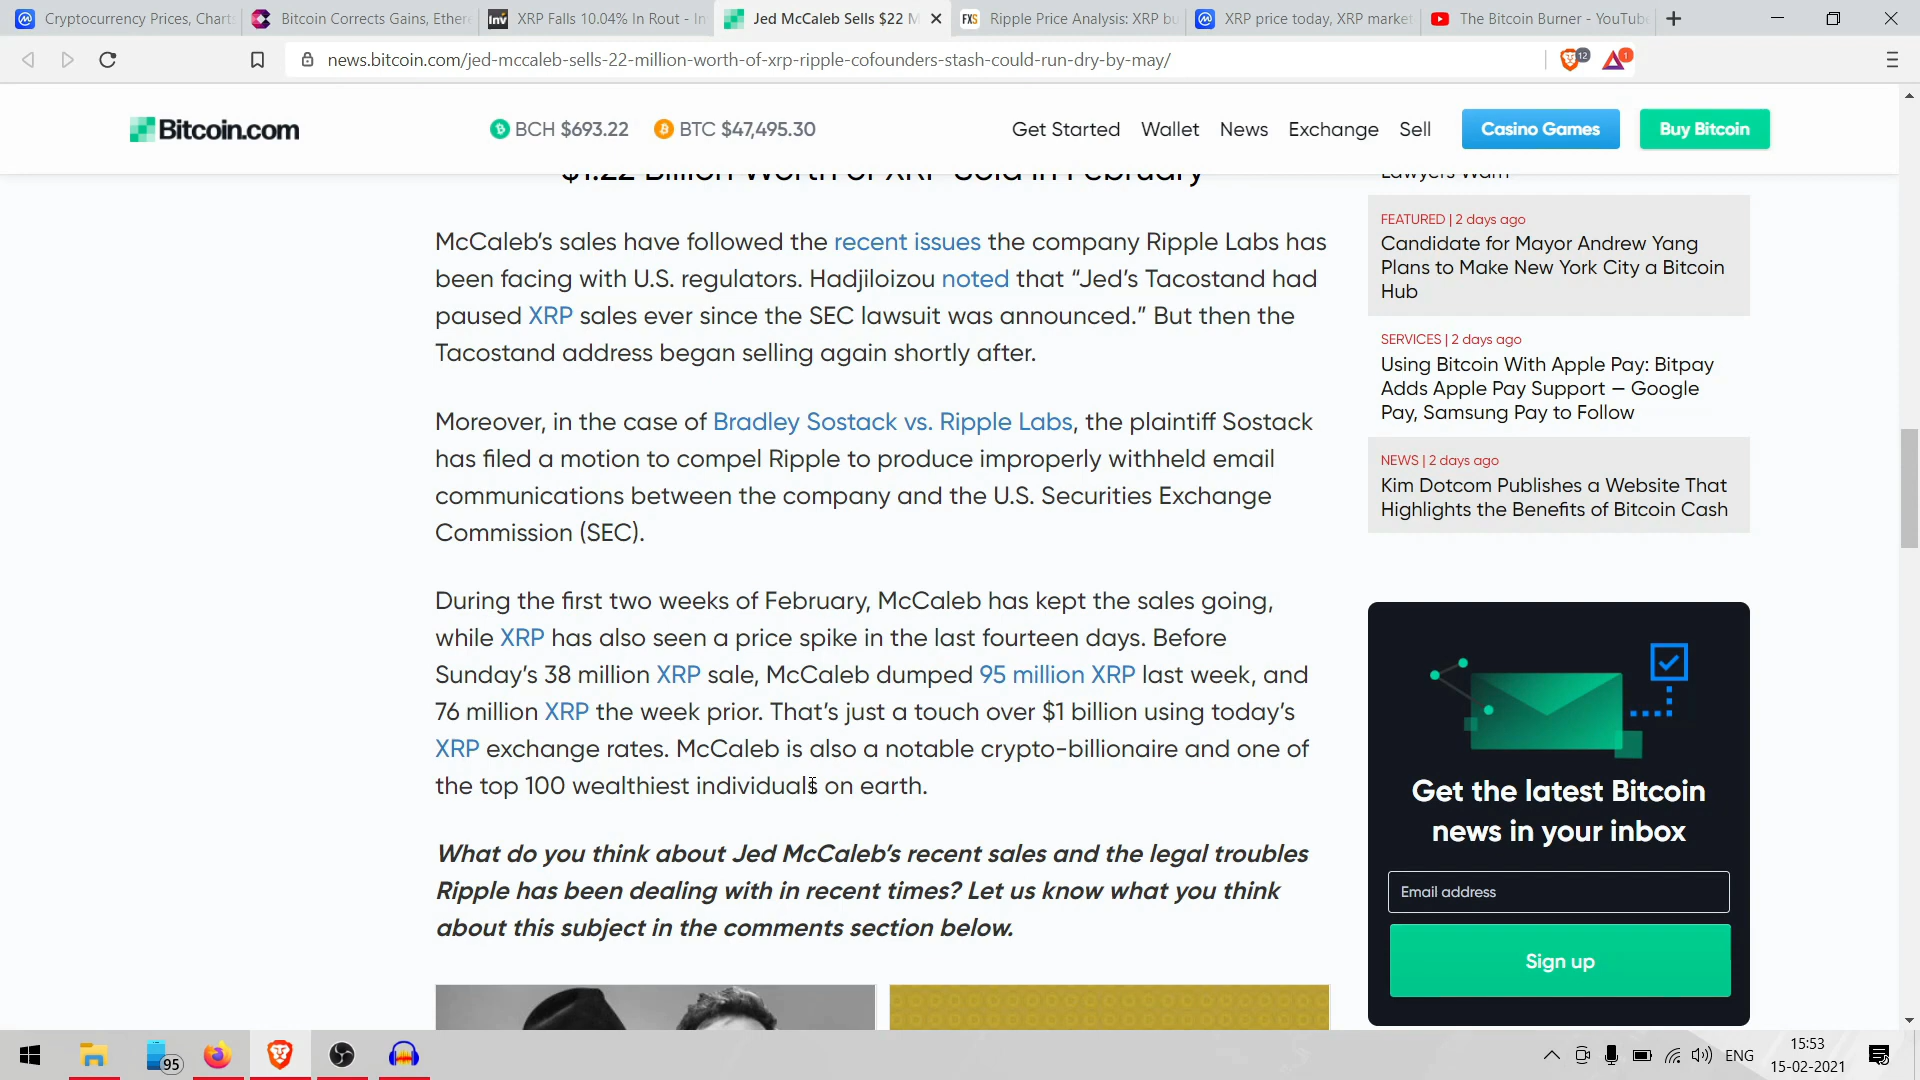 Cryptocurrency Prices, Chart
Bitcoin Corrects Gains, Ether
XRP Falls 10.04% In Rout - In
Jed McCaleb Sells $22 M
Ripple Price Analysis: XRP bu
XRP price today, XRP market
The Bitcoin Burner - YouTube
news.bitcoin.com/jed-mccaleb-sells-22-million-worth-of-xrp-ripple-cofounders-stash-could-run-dry-by-may/
12
1
Bitcoin.com
BCH $693.22
BTC $47,495.30
Get Started
Wallet
News
Exchange
Sell
Casino Games
Buy Bitcoin
$1.22 Billion Worth of XRP Sold in February
McCaleb's sales have followed the recent issues the company Ripple Labs has
been facing with U.S. regulators. Hadjiloizou noted that “Jed's Tacostand had
paused XRP sales ever since the SEC lawsuit was announced.” But then the
Tacostand address began selling again shortly after.
Moreover, in the case of Bradley Sostack vs. Ripple Labs, the plaintiff Sostack
has filed a motion to compel Ripple to produce improperly withheld email
communications between the company and the U.S. Securities Exchange
Commission (SEC).
During the first two weeks of February, McCaleb has kept the sales going,
while XRP has also seen a price spike in the last fourteen days. Before
Sunday's 38 million XRP sale, McCaleb dumped 95 million XRP last week, and
76 million XRP the week prior. That's just a touch over $1 billion using today's
XRP exchange rates. McCaleb is also a notable crypto-billionaire and one of
the top 100 wealthiest individuals on earth.
What do you think about Jed McCaleb's recent sales and the legal troubles
Ripple has been dealing with in recent times? Let us know what you think
about this subject in the comments section below.
Lawyers Warn
FEATURED | 2 days ago
Candidate for Mayor Andrew Yang
Plans to Make New York City a Bitcoin
Hub
SERVICES | 2 days ago
Using Bitcoin With Apple Pay: Bitpay
Adds Apple Pay Support — Google
Pay, Samsung Pay to Follow
NEWS | 2 days ago
Kim Dotcom Publishes a Website That
Highlights the Benefits of Bitcoin Cash
Get the latest Bitcoin
news in your inbox
Email address
Sign up
95
ENG
15:53
15-02-2021